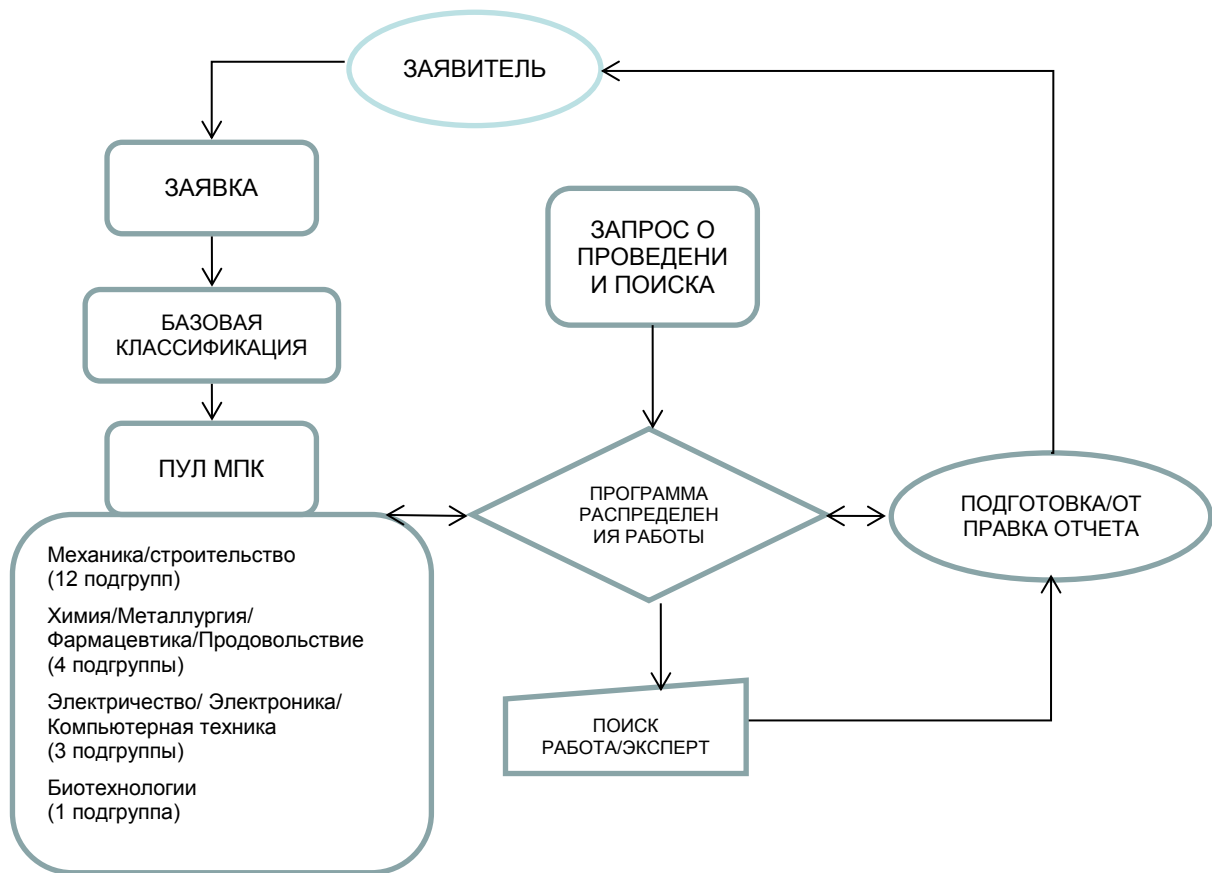 ЗАЯВИТЕЛЬ
ЗАЯВКА
ЗАПРОС О
ПРОВЕДЕНИ
И ПОИСКА
БАЗОВАЯ
КЛАССИФИКАЦИЯ
ПУЛ МПК
ПРОГРАММА
РАСПРЕДЕЛЕН
ИЯ РАБОТЫ
ПОДГОТОВКА/ОТ
ПРАВКА ОТЧЕТА
Механика/строительство
(12 подгрупп)
Химия/Металлургия/
Фармацевтика/Продовольствие
(4 подгруппы)
Электричество/ Электроника/
Компьютерная техника
(3 подгруппы)
Биотехнологии
(1 подгруппа)
ПОИСК
РАБОТА/ЭКСПЕРТ